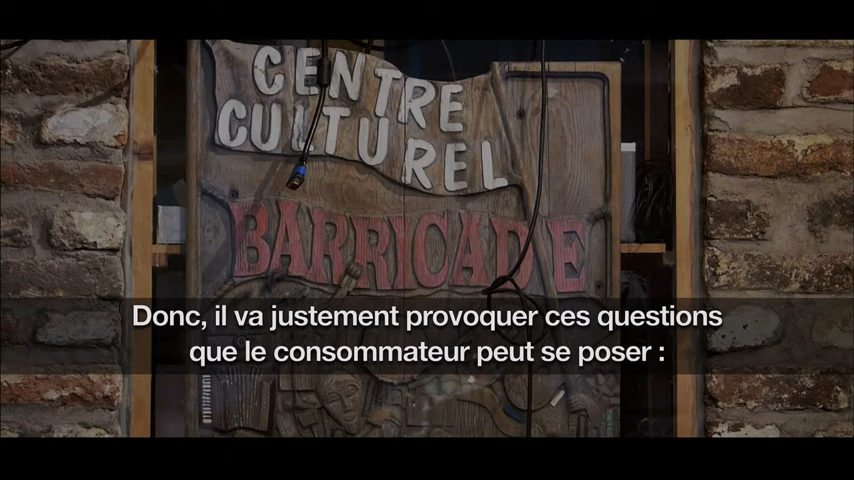 CENTRE
CULTUREL
BARRICADE
Donc, il va justement provoquer ces questions
que le consommateur peut se poser :